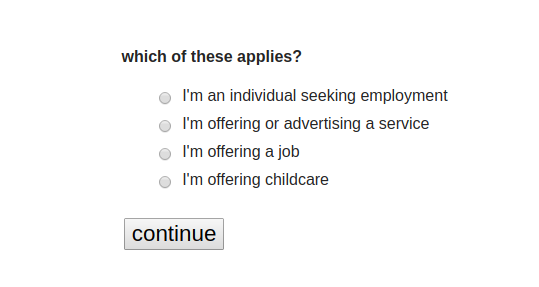 which of these applies?
I'm an individual seeking employment
I'm offering or advertising a service
I'm offering a job
I'm offering childcare
continue